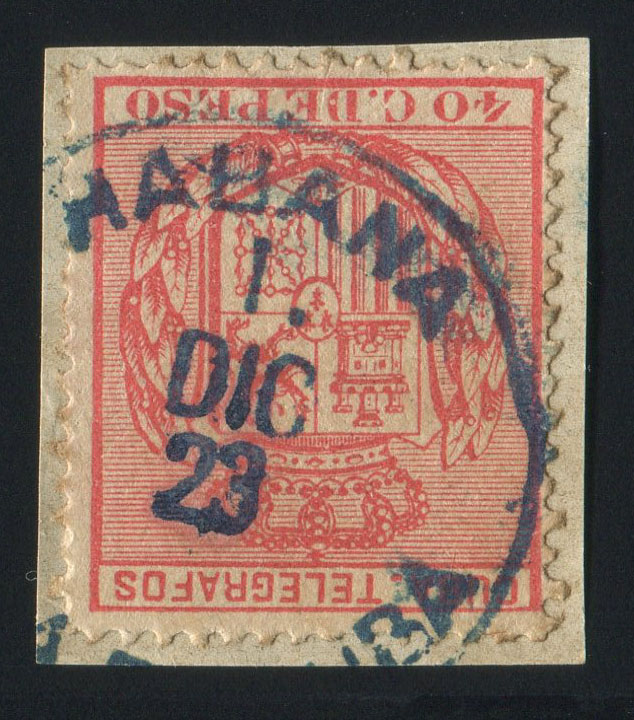 40 C. DE PESO
HABANA
1.
DIC
23
TELEGRAFOS